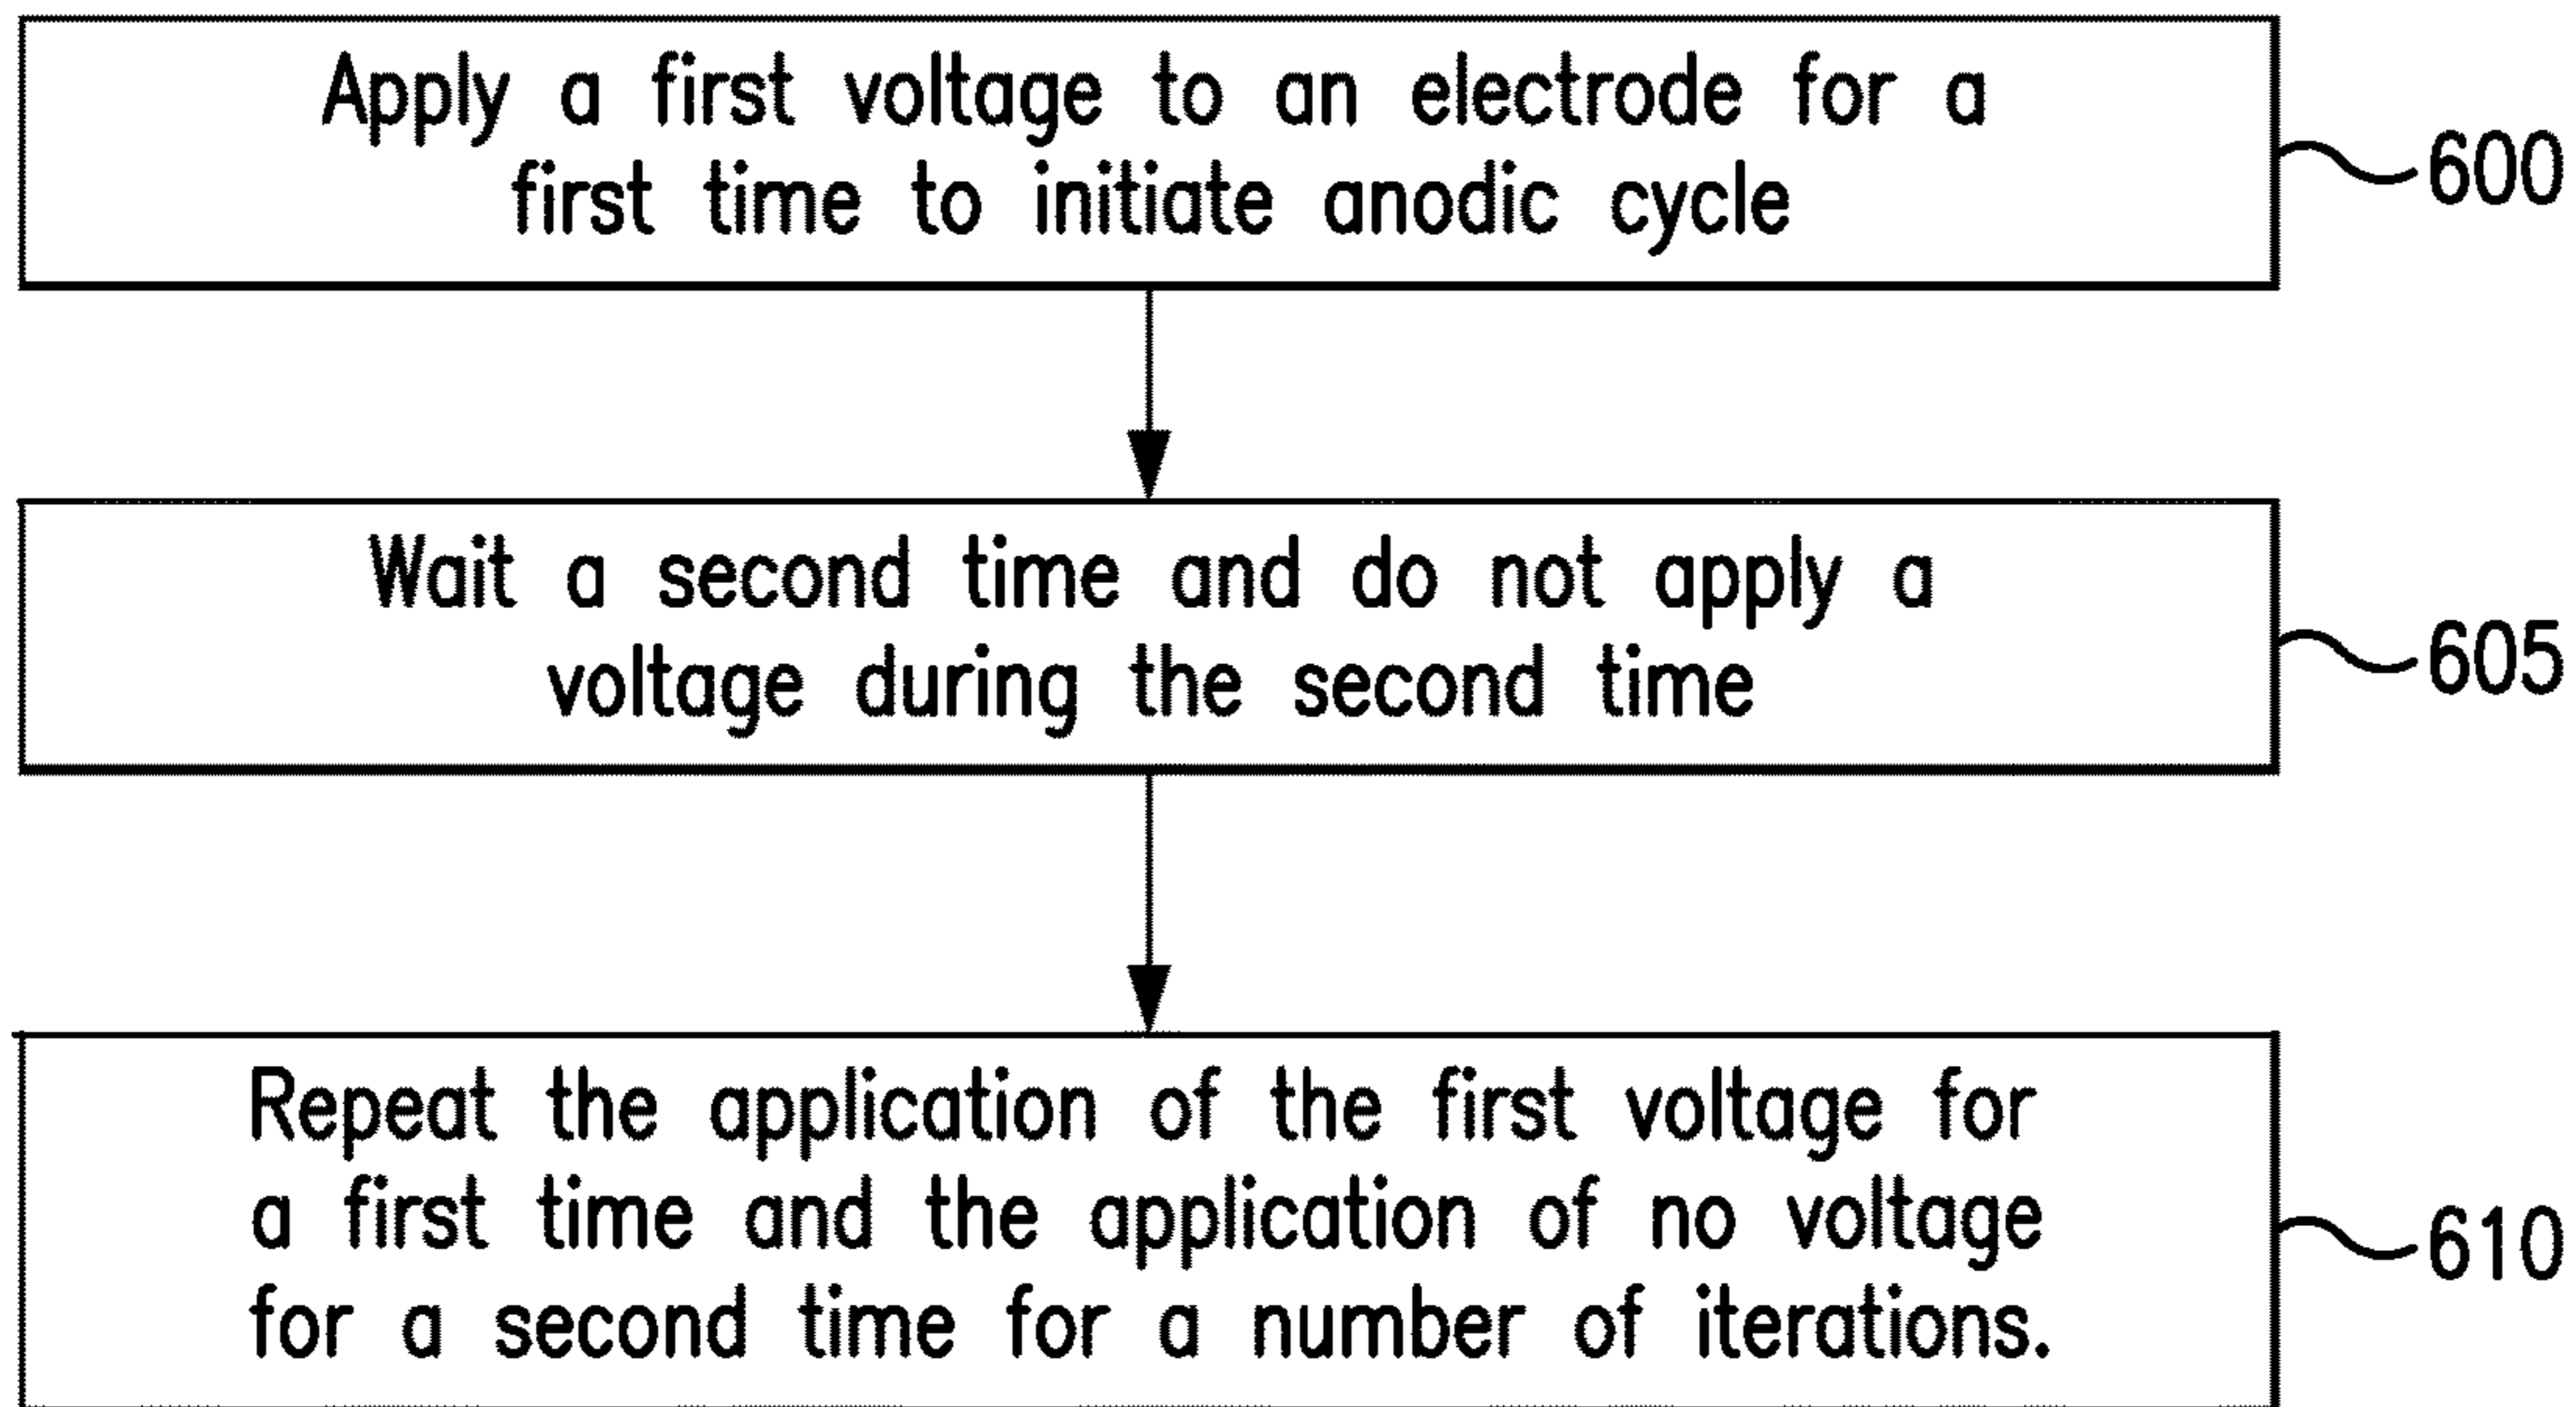 Apply a first voltage to an electrode for a
first time to initiate anodic cycle
600
Wait a second time and do not apply a
voltage during the second time
605
Repeat the application of the first voltage for
a first time and the application of no voltage
for a second time for a number of iterations.
610